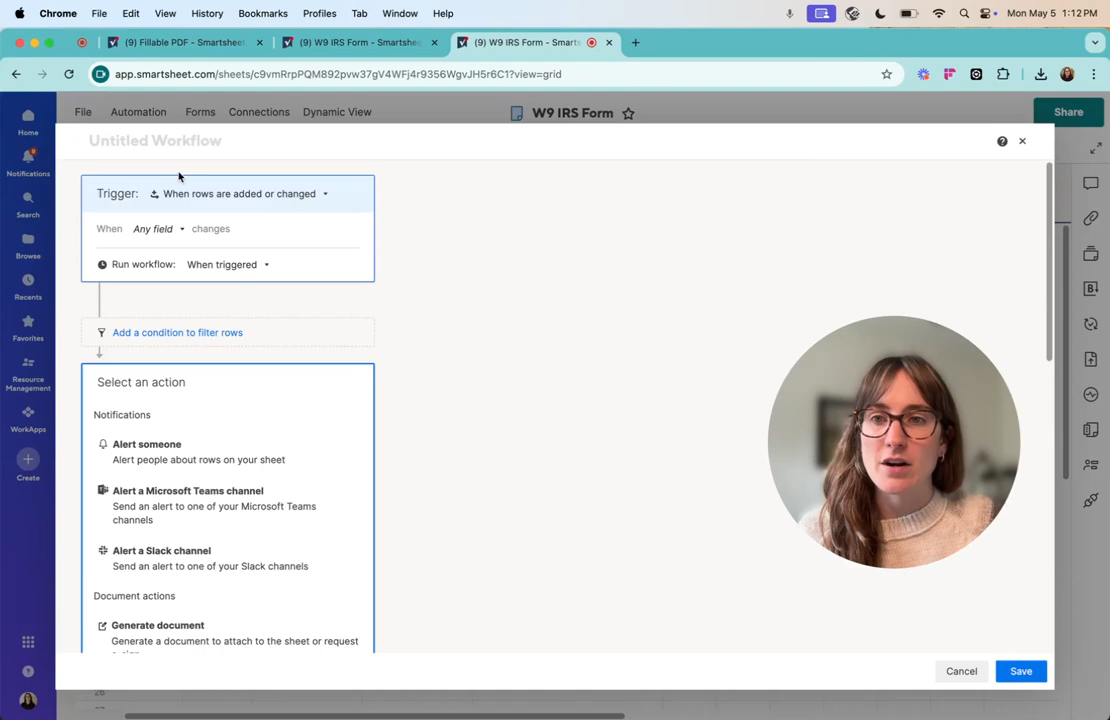 Chrome File Edit View History Bookmarks Profiles Tab Window Help Mon May 5 1:12 PM
(9) Fillable PDF - Smartsheet (9) W9 IRS Form - Smartshee (9) W9 IRS Form - Smarts
app.smartsheet.com/sheets/c9vmRrpPQM892pvw37gV4WFj4r9356WgvJH5r6C1?view=grid
File Automation Forms Connections Dynamic View W9 IRS Form Share
Home
Notifications
Search
Browse
Recents
Favorites
Resource
Management
WorkApps
Create
Untitled Workflow
Trigger: When rows are added or changed
When Any field changes
Run workflow: When triggered
Add a condition to filter rows
Select an action
Notifications
Alert someone
Alert people about rows on your sheet
Alert a Microsoft Teams channel
Send an alert to one of your Microsoft Teams
channels
Alert a Slack channel
Send an alert to one of your Slack channels
Document actions
Generate document
Generate a document to attach to the sheet or request
Cancel Save